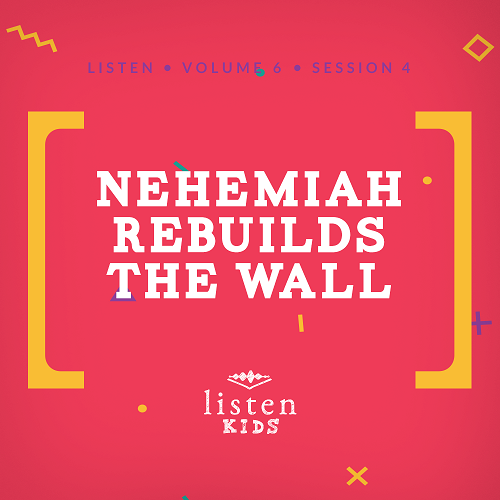 LISTEN • VOLUME 6 • SESSION 4
NEHEMIAH
REBUILDS
THE WALL
listen
KIDS